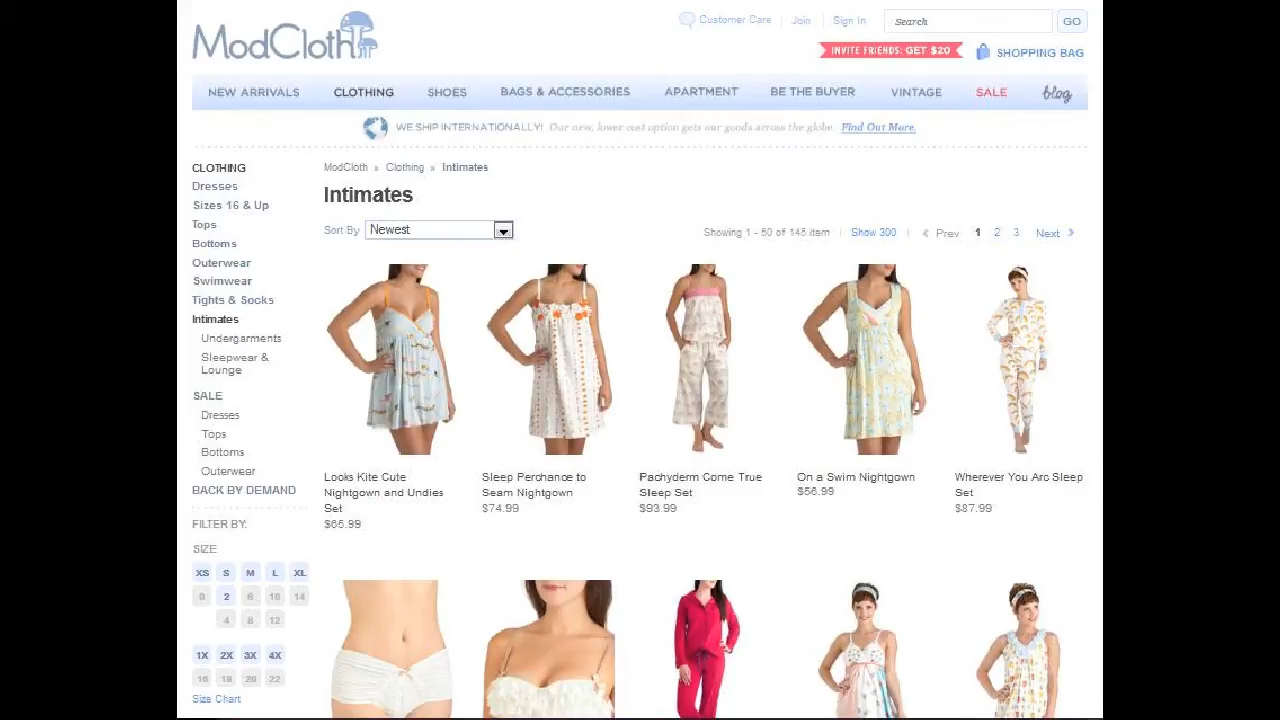 ModCloth
Customer Care
Join
Sign In
Search
GO
INVITE FRIENDS: GET $20
SHOPPING BAG
NEW ARRIVALS
CLOTHING
SHOES
BAGS & ACCESSORIES
APARTMENT
BE THE BUYER
VINTAGE
SALE
blog
WE SHIP INTERNATIONALLY! Our new, lower cost option gets our goods across the globe. Find Out More.
CLOTHING
Dresses
Sizes 16 & Up
Tops
Bottoms
Outerwear
Swimwear
Tights & Socks
Intimates
Undergarments
Sleepwear &
Lounge
SALE
Dresses
Tops
Bottoms
Outerwear
BACK BY DEMAND
FILTER BY:
SIZE
XS S M L XL
0 2 6 10 14
4 8 12
1X 2X 3X 4X
16 18 20 22
Size Chart
ModCloth » Clothing » Intimates
Intimates
Sort By Newest
Showing 1 - 50 of 145 item
Show 300
Prev 1 2 3 Next
Looks Kite Cute
Nightgown and Undies
Set
$65.99
Sleep Perchance to
Seam Nightgown
$74.99
Pachyderm Come True
Sleep Set
$93.99
On a Swim Nightgown
$56.99
Wherever You Arc Sleep
Set
$87.99